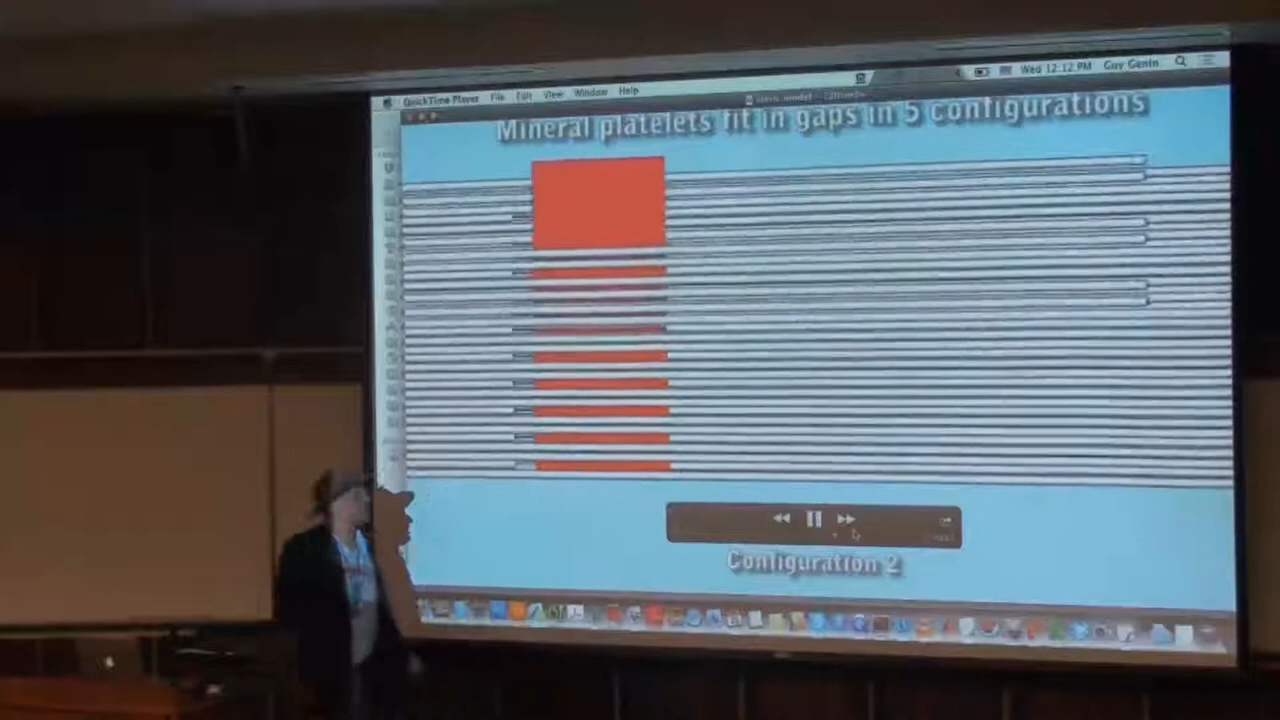 QuickTime Player File Edit View Window Help
Wed 12:12 PM Guy Genin
Mineral platelets fit in gaps in 5 configurations
Configuration 2